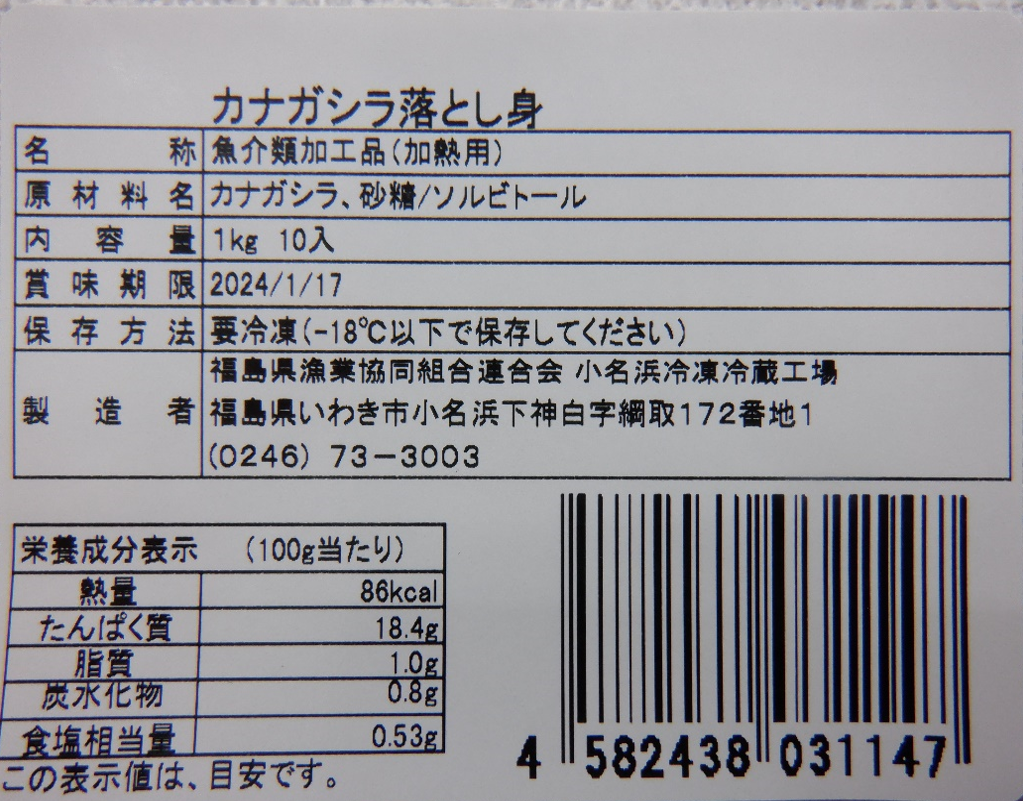 カナガシラ落とし身
名称 魚介類加工品(加熱用)
原材料名 カナガシラ、砂糖/ソルビトール
内容量 1kg 10入
賞味期限 2024/1/17
保存方法 要冷凍(-18℃以下で保存してください)
製造者 福島県漁業協同組合連合会 小名浜冷凍冷蔵工場
福島県いわき市小名浜下神白字綱取172番地1
(0246) 73-3003
栄養成分表示 (100g当たり)
熱量 86kcal
たんぱく質 18.4g
脂質 1.0g
炭水化物 0.8g
食塩相当量 0.53g
この表示値は、目安です。
4 582438 031147